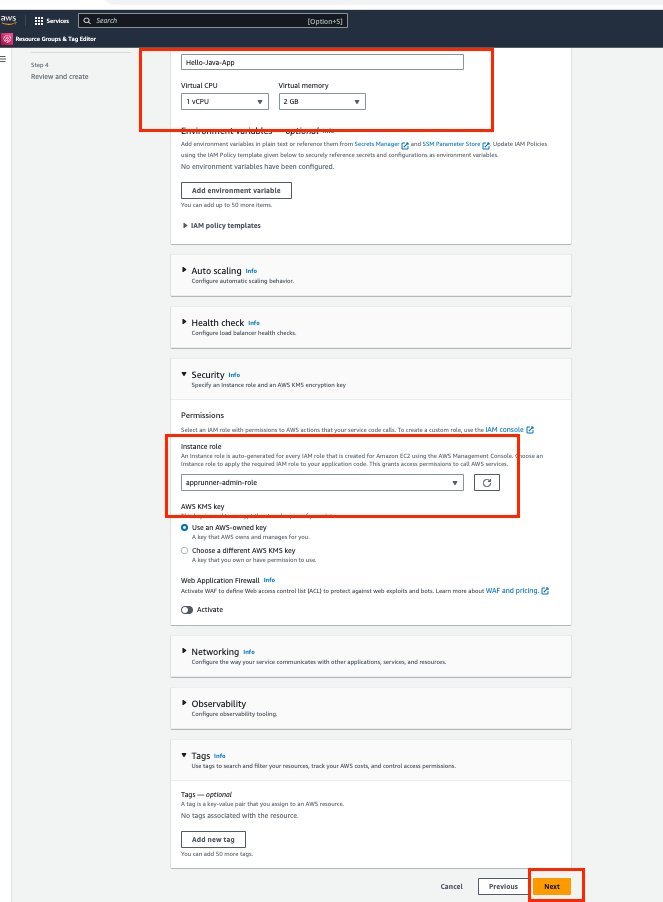 aws
Services
Search
[Option+S]
Resource Groups & Tag Editor
Step 4
Review and create
Hello-Java-App
Virtual CPU
Virtual memory
1 vCPU
2 GB
Environment variables — optional Info
Add environment variables in plain text or reference them from Secrets Manager and SSM Parameter Store. Update IAM Policies
using the IAM Policy template given below to securely reference secrets and configurations as environment variables.
No environment variables have been configured.
Add environment variable
You can add up to 50 more items.
IAM policy templates
Auto scaling Info
Configure automatic scaling behavior.
Health check Info
Configure load balancer health checks.
Security Info
Specify an Instance role and an AWS KMS encryption key
Permissions
Select an IAM role with permissions to AWS actions that your service code calls. To create a custom role, use the IAM console
Instance role
An Instance role is auto-generated for every IAM role that is created for Amazon EC2 using the AWS Management Console. Choose an
Instance role to apply the required IAM role to your application code. This grants access permissions to call AWS services.
apprunner-admin-role
AWS KMS key
Use an AWS-owned key
A key that AWS owns and manages for you.
Choose a different AWS KMS key
A key that you own or have permission to use.
Web Application Firewall Info
Activate WAF to define Web access control list (ACL) to protect against web exploits and bots. Learn more about WAF and pricing.
Activate
Networking Info
Configure the way your service communicates with other applications, services, and resources.
Observability
Configure observability tooling.
Tags Info
Use tags to search and filter your resources, track your AWS costs, and control access permissions.
Tags — optional
A tag is a key-value pair that you assign to an AWS resource.
No tags associated with the resource.
Add new tag
You can add 50 more tags.
Cancel
Previous
Next